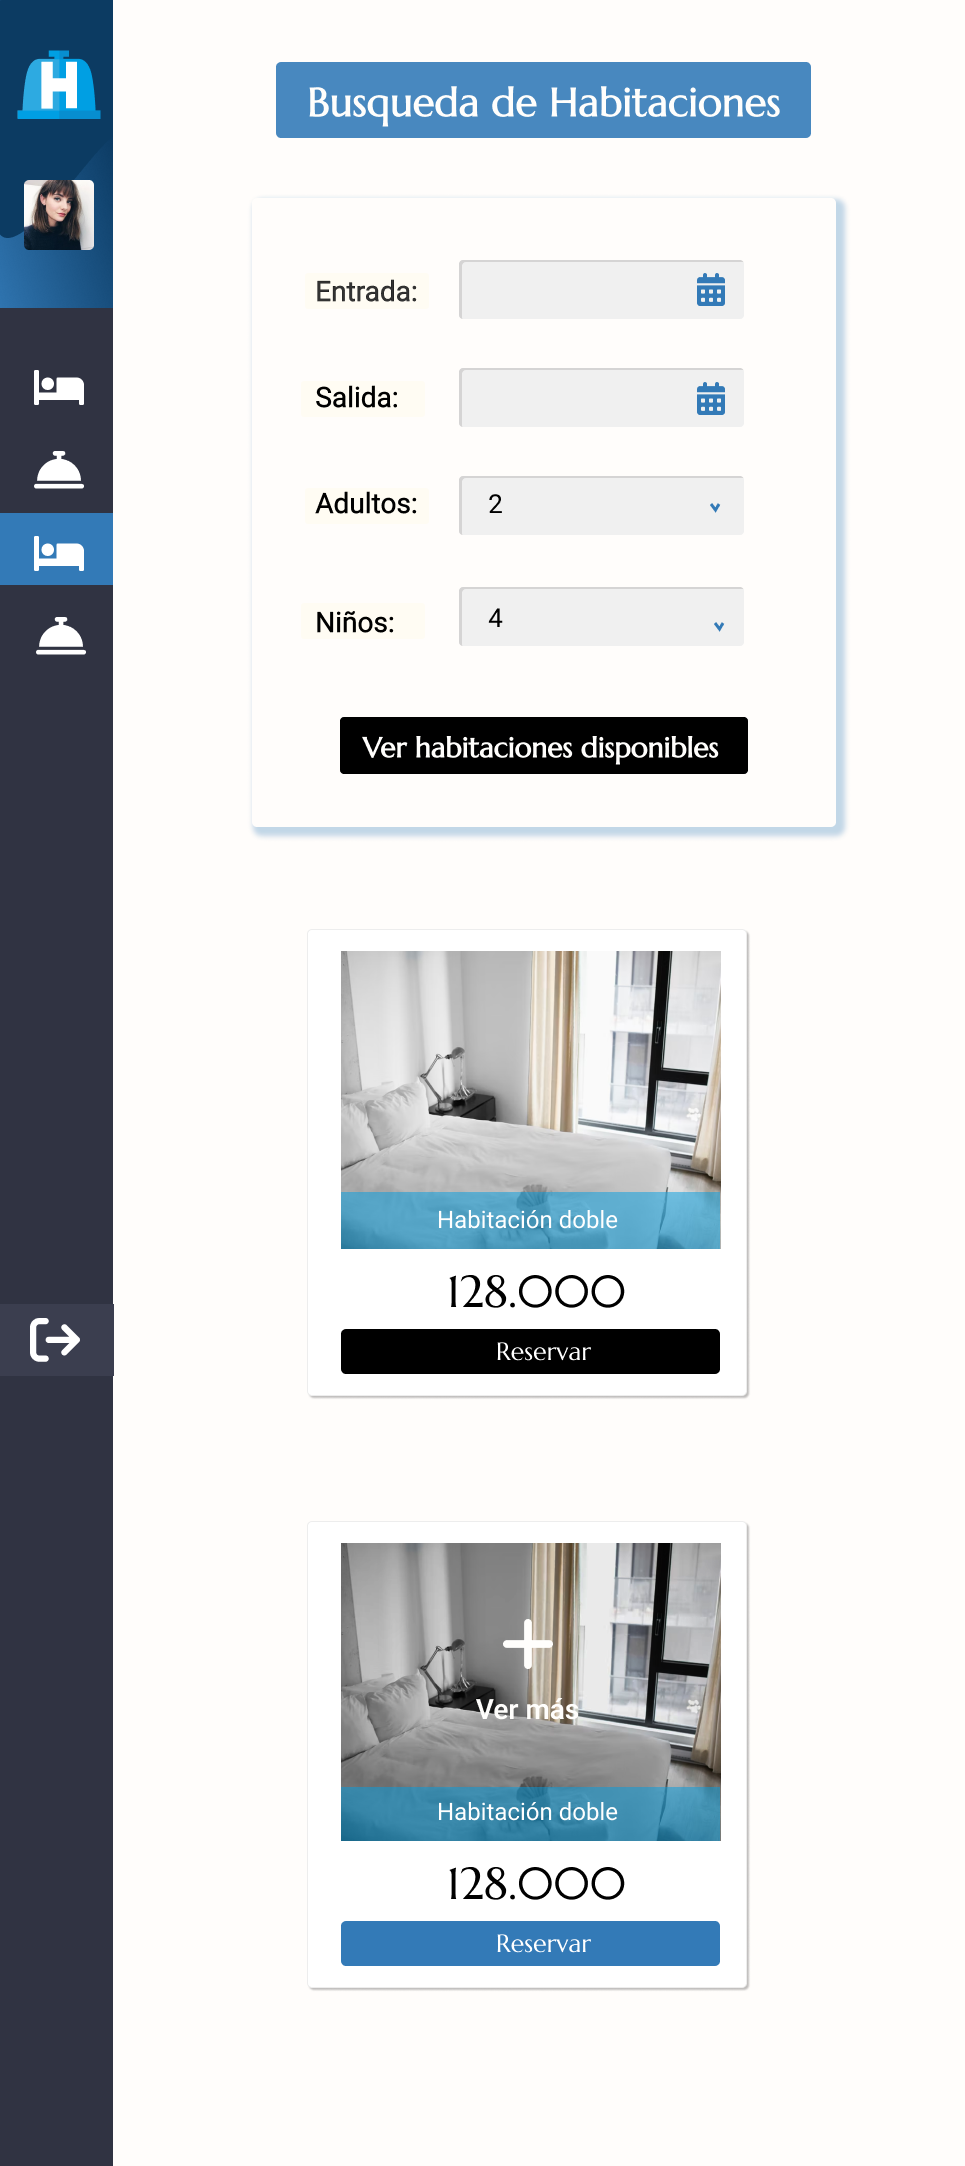 H
Busqueda de Habitaciones
Entrada:
Salida:
Adultos: 2
Niños: 4
Ver habitaciones disponibles
Habitación doble
128.000
Reservar
Ver más
Habitación doble
128.000
Reservar